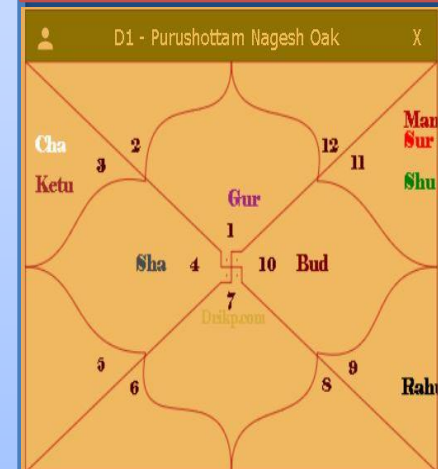 D1 - Purushottam Nagesh Oak X
Man
2 12
Cha Sur
3 11
Ketu Shu
Gur
1
Sha 4 10 Bud
7
Drikp.com
5 9
6 8 Rahu